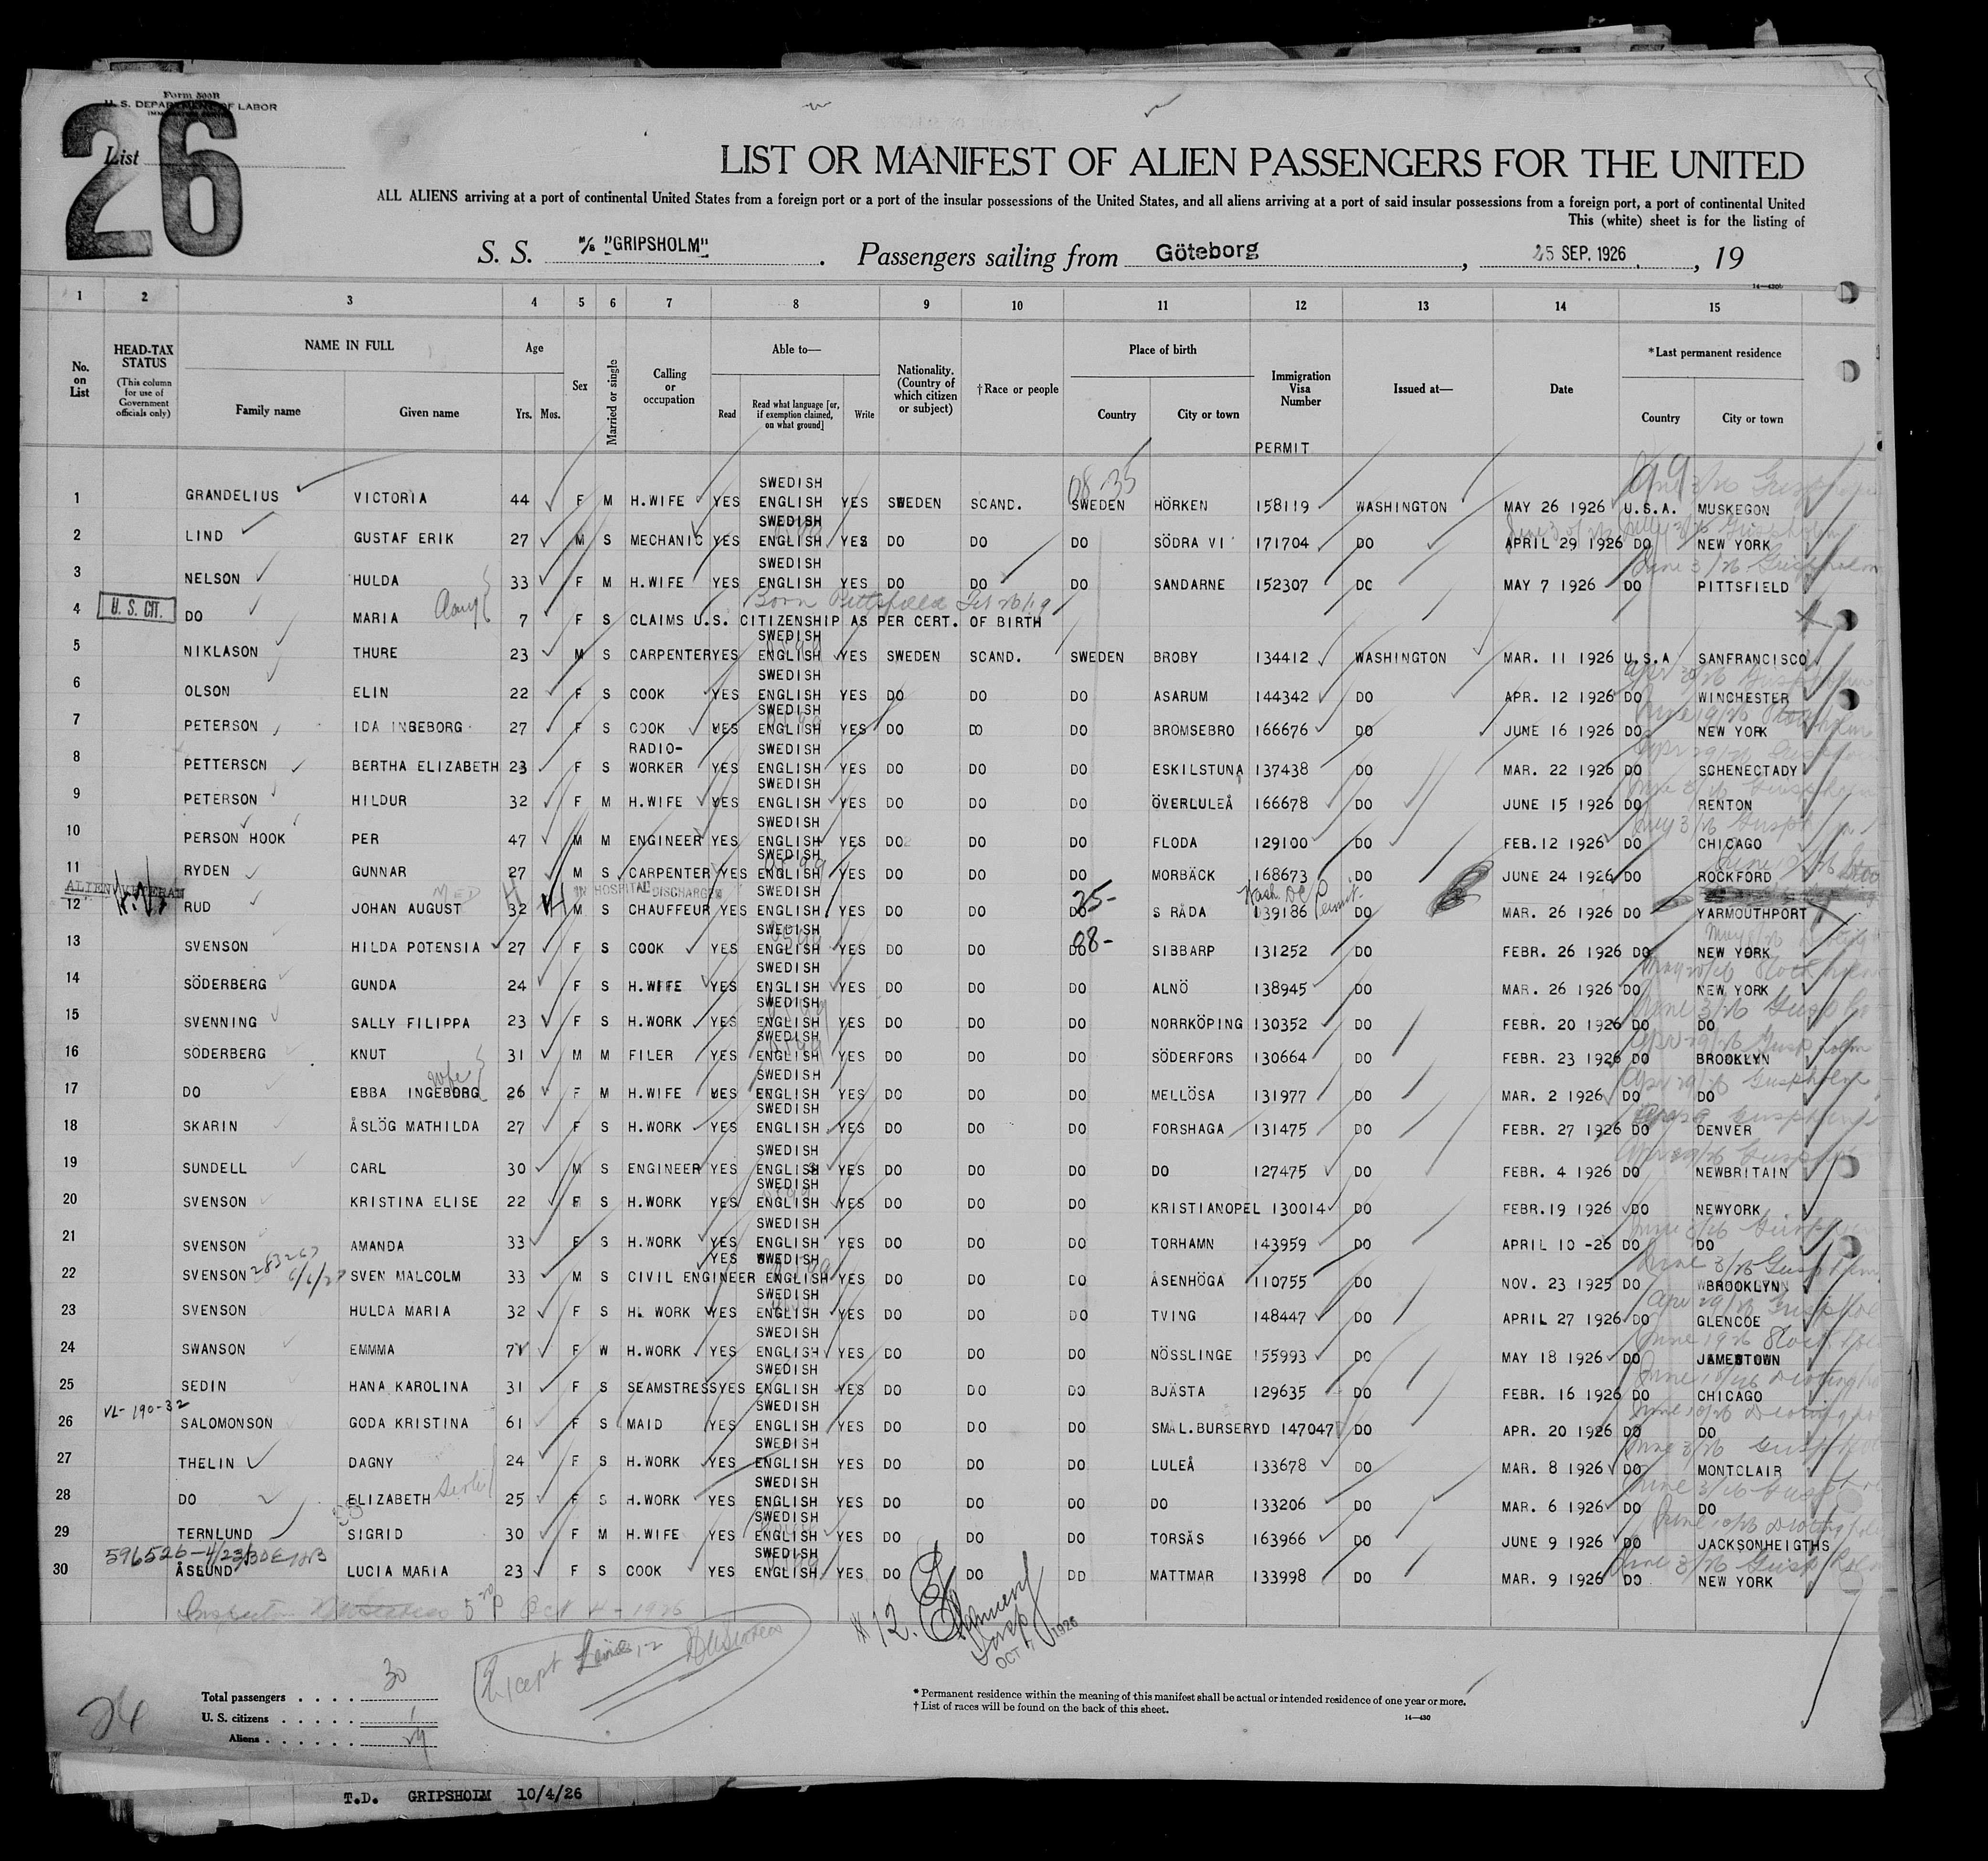 Form 500B
U. S. DEPARTMENT OF LABOR
26
List
LIST OR MANIFEST OF ALIEN PASSENGERS FOR THE UNITED
ALL ALIENS arriving at a port of continental United States from a foreign port or a port of the insular possessions of the United States, and all aliens arriving at a port of said insular possessions from a foreign port, a port of continental United
This (white) sheet is for the listing of
S. S. M/S "GRIPSHOLM" . Passengers sailing from Göteborg , 25 SEP. 1926 , 19
1 2 3 4 5 6 7 8 9 10 11 12 13 14 15
No. on List HEAD-TAX STATUS (This column for use of Government officials only) NAME IN FULL Family name Given name Age Yrs. Mos. Sex Married or single Calling or occupation Able to— Read Read what language [or, if exemption claimed, on what ground] Write Nationality. (Country of which citizen or subject) †Race or people Place of birth Country City or town Immigration Visa Number Issued at— Date *Last permanent residence Country City or town
PERMIT
1 GRANDELIUS VICTORIA 44 F M H.WIFE YES SWEDISH ENGLISH YES SWEDEN SCAND. SWEDEN HÖRKEN 158119 WASHINGTON MAY 26 1926 U.S.A. MUSKEGON
2 LIND GUSTAF ERIK 27 M S MECHANIC YES SWEDISH ENGLISH YES DO DO DO SÖDRA VI 171704 DO APRIL 29 1926 DO NEW YORK
3 NELSON HULDA 33 F M H.WIFE YES SWEDISH ENGLISH YES DO DO DO SANDARNE 152307 DO MAY 7 1926 DO PITTSFIELD
Born Pittsfield
4 U. S. CIT. DO MARIA 7 F S CLAIMS U.S. CITIZENSHIP AS PER CERT. OF BIRTH
5 NIKLASON THURE 23 M S CARPENTER YES SWEDISH ENGLISH YES SWEDEN SCAND. SWEDEN BROBY 134412 WASHINGTON MAR. 11 1926 U.S.A SANFRANCISCO
6 OLSON ELIN 22 F S COOK YES SWEDISH ENGLISH YES DO DO DO ASARUM 144342 DO APR. 12 1926 DO WINCHESTER
7 PETERSON IDA INGEBORG 27 F S COOK YES SWEDISH ENGLISH YES DO DO DO BROMSEBRO 166676 DO JUNE 16 1926 DO NEW YORK
8 PETTERSON BERTHA ELIZABETH 23 F S RADIO-WORKER YES SWEDISH ENGLISH YES DO DO DO ESKILSTUNA 137438 DO MAR. 22 1926 DO SCHENECTADY
9 PETERSON HILDUR 32 F M H.WIFE YES SWEDISH ENGLISH YES DO DO DO ÖVERLULEÅ 166678 DO JUNE 15 1926 DO RENTON
10 PERSON HOOK PER 47 M M ENGINEER YES SWEDISH ENGLISH YES DO DO DO FLODA 129100 DO FEB.12 1926 DO CHICAGO
11 RYDEN GUNNAR 27 M S CARPENTER YES SWEDISH ENGLISH YES DO DO DO MORBÄCK 168673 DO JUNE 24 1926 DO ROCKFORD
ALIEN VETERAN MED IN HOSPITAL DISCHARGED 25- Wash. DC Permit
12 RUD JOHAN AUGUST 32 M S CHAUFFEUR YES SWEDISH ENGLISH YES DO DO DO S RÅDA 139186 DO MAR. 26 1926 DO YARMOUTHPORT
13 SVENSON HILDA POTENSIA 27 F S COOK YES SWEDISH ENGLISH YES DO DO DO 08- SIBBARP 131252 DO FEBR. 26 1926 DO NEW YORK
14 SÖDERBERG GUNDA 24 F S H.WIFE YES SWEDISH ENGLISH YES DO DO DO ALNÖ 138945 DO MAR. 26 1926 DO NEW YORK
15 SVENNING SALLY FILIPPA 23 F S H.WORK YES SWEDISH ENGLISH YES DO DO DO NORRKÖPING 130352 DO FEBR. 20 1926 DO DO
16 SÖDERBERG KNUT 31 M M FILER YES SWEDISH ENGLISH YES DO DO DO SÖDERFORS 130664 DO FEBR. 23 1926 DO BROOKLYN
17 DO EBBA INGEBORG wife 26 F M H.WIFE YES SWEDISH ENGLISH YES DO DO DO MELLÖSA 131977 DO MAR. 2 1926 DO DO
18 SKARIN ÅSLÖG MATHILDA 27 F S H.WORK YES SWEDISH ENGLISH YES DO DO DO FORSHAGA 131475 DO FEBR. 27 1926 DO DENVER
19 SUNDELL CARL 30 M S ENGINEER YES SWEDISH ENGLISH YES DO DO DO DO 127475 DO FEBR. 4 1926 DO NEWBRITAIN
20 SVENSON KRISTINA ELISE 22 F S H.WORK YES SWEDISH ENGLISH YES DO DO DO KRISTIANOPEL 130014 DO FEBR.19 1926 DO NEWYORK
21 SVENSON AMANDA 33 F S H.WORK YES SWEDISH ENGLISH YES DO DO DO TORHAMN 143959 DO APRIL 10 -26 DO DO
22 SVENSON SVEN MALCOLM 33 M S CIVIL ENGINEER YES SWEDISH ENGLISH YES DO DO DO ÅSENHÖGA 110755 DO NOV. 23 1925 DO BROOKLYN
23 SVENSON HULDA MARIA 32 F S H. WORK YES SWEDISH ENGLISH YES DO DO DO TVING 148447 DO APRIL 27 1926 DO GLENCOE
24 SWANSON EMMMA 71 F W H.WORK YES SWEDISH ENGLISH YES DO DO DO NÖSSLINGE 155993 DO MAY 18 1926 DO JAMESTOWN
25 SEDIN HANA KAROLINA 31 F S SEAMSTRESS YES SWEDISH ENGLISH YES DO DO DO BJÄSTA 129635 DO FEBR. 16 1926 DO CHICAGO
VL-190-32
26 SALOMONSON GODA KRISTINA 61 F S MAID YES SWEDISH ENGLISH YES DO DO DO SMÅL.BURSERYD 147047 DO APR. 20 1926 DO DO
27 THELIN DAGNY 24 F S H.WORK YES SWEDISH ENGLISH YES DO DO DO LULEÅ 133678 DO MAR. 8 1926 DO MONTCLAIR
28 DO ELIZABETH 25 F S H.WORK YES SWEDISH ENGLISH YES DO DO DO DO 133206 DO MAR. 6 1926 DO DO
29 TERNLUND SIGRID 30 F M H.WIFE YES SWEDISH ENGLISH YES DO DO DO TORSÅS 163966 DO JUNE 9 1926 DO JACKSONHEIGTHS
30 ÅSLUND LUCIA MARIA 23 F S COOK YES SWEDISH ENGLISH YES DO DO DO MATTMAR 133998 DO MAR. 9 1926 DO NEW YORK
Oct 4 - 1926
# 12. Insp. OCT 1926
Except Line 12
Total passengers . . . . 30
U. S. citizens . . . . . 1
Aliens . . . . . . 29
* Permanent residence within the meaning of this manifest shall be actual or intended residence of one year or more.
† List of races will be found on the back of this sheet.
14—430
T.D. GRIPSHOLM 10/4/26